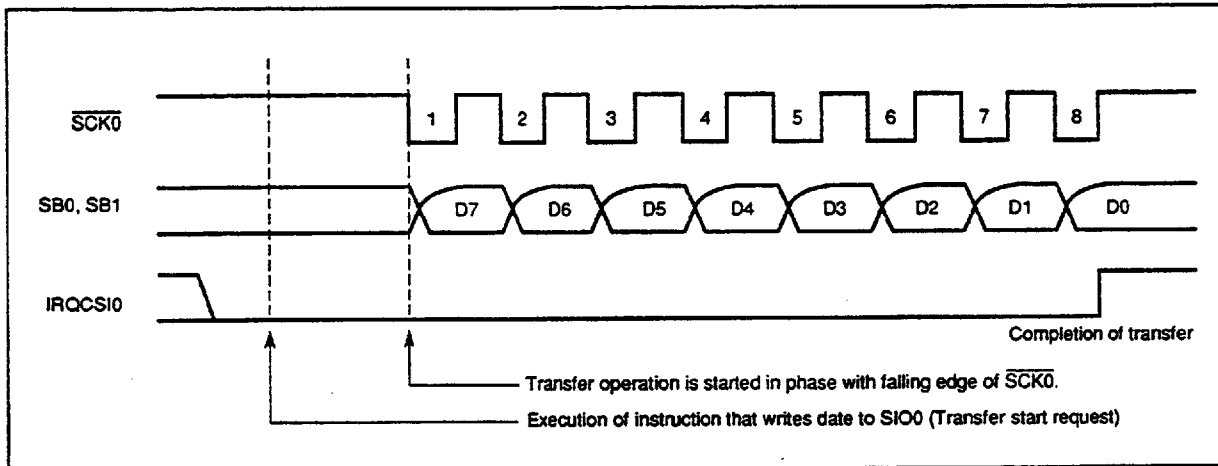 SCK0
1 2 3 4 5 6 7 8
SB0, SB1
D7 D6 D5 D4 D3 D2 D1 D0
IRQCSI0
Completion of transfer
Transfer operation is started in phase with falling edge of SCK0.
Execution of instruction that writes date to SIO0 (Transfer start request)